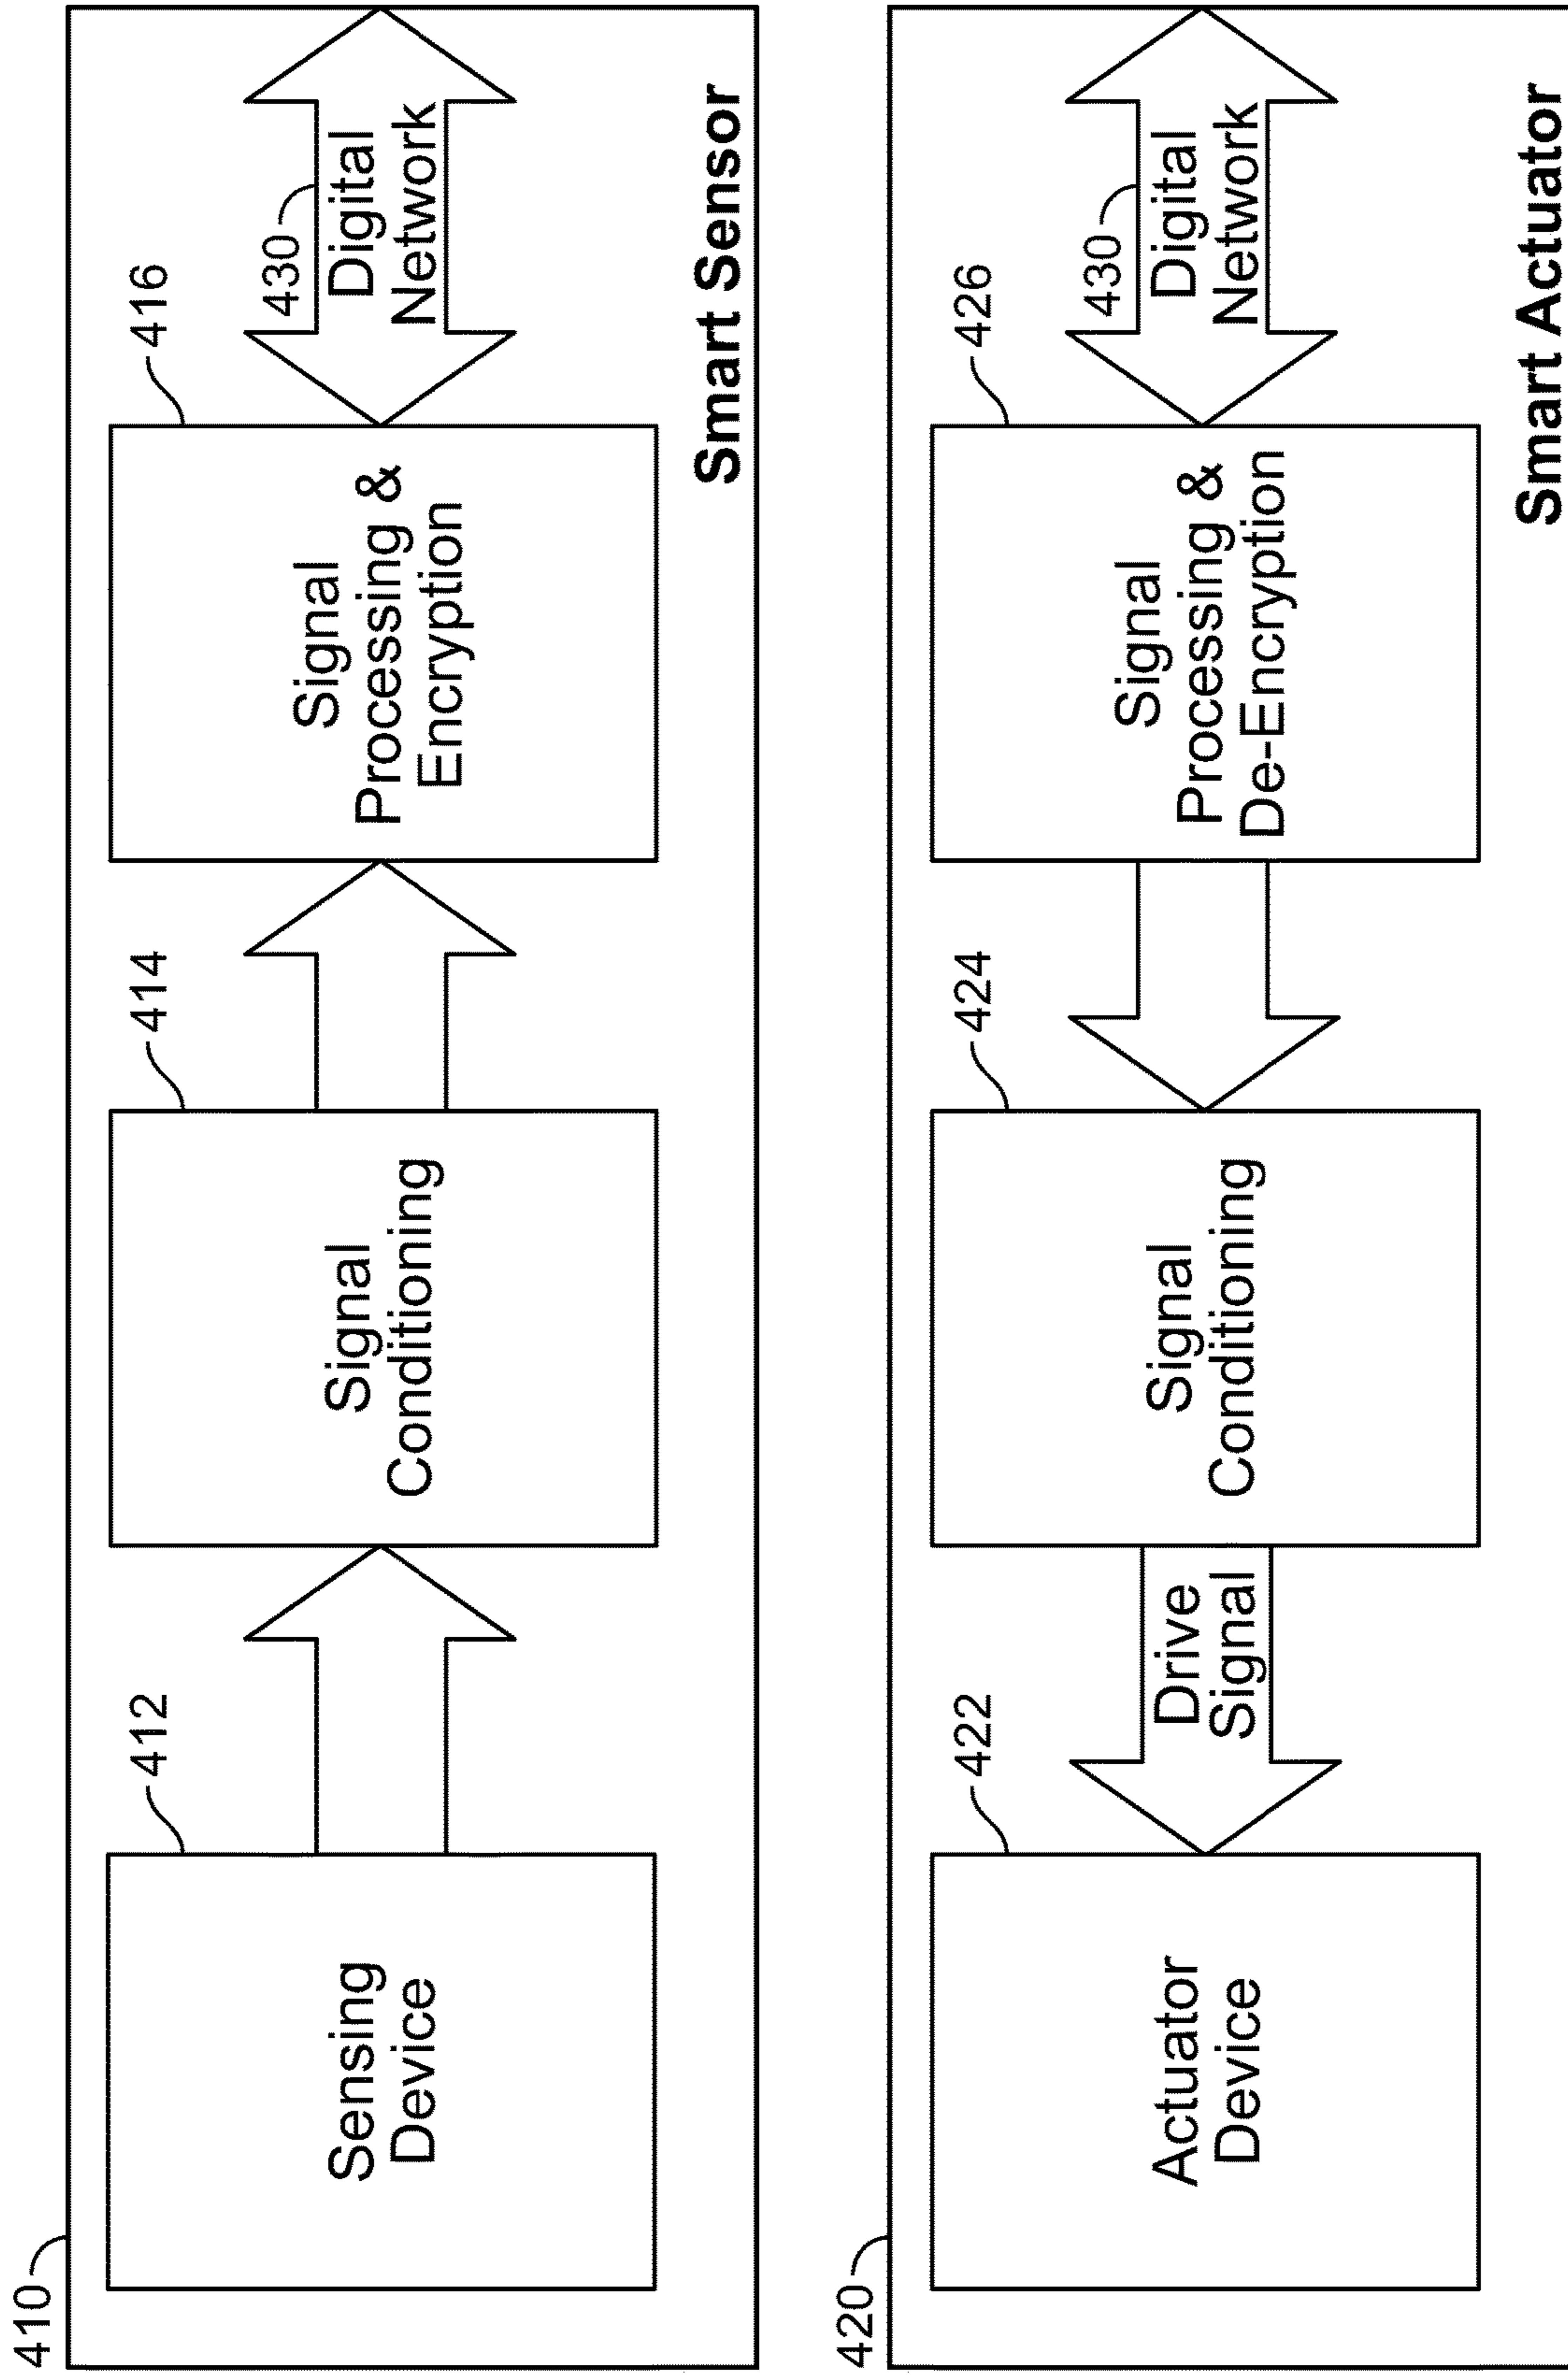 410
412
414
416
Sensing
Device
Signal
Conditioning
Signal
Processing &
Encryption
430
Digital
Network
Smart Sensor
420
422
424
426
Actuator
Device
Drive
Signal
Signal
Conditioning
Signal
Processing &
De-Encryption
430
Digital
Network
Smart Actuator